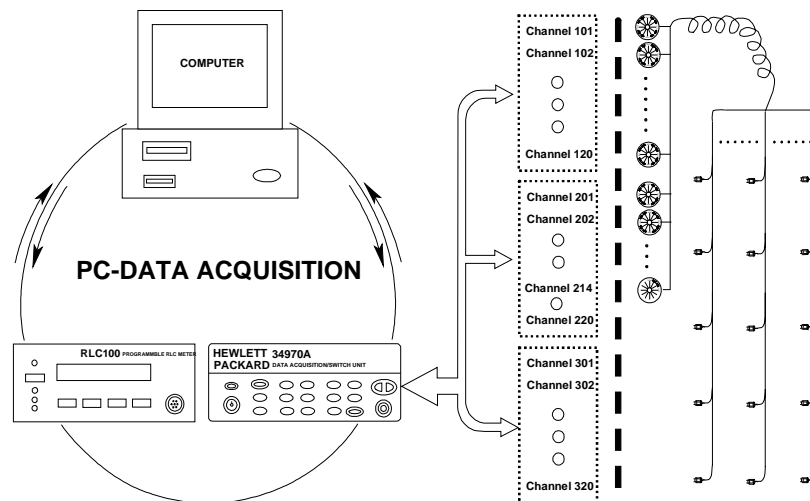 COMPUTER
PC-DATA ACQUISITION
RLC100 PROGRAMMBLE RLC METER
HEWLETT 34970A
PACKARD DATA ACQUISITION/SWITCH UNIT
Channel 101
Channel 102
Channel 120
Channel 201
Channel 202
Channel 214
Channel 220
Channel 301
Channel 302
Channel 320